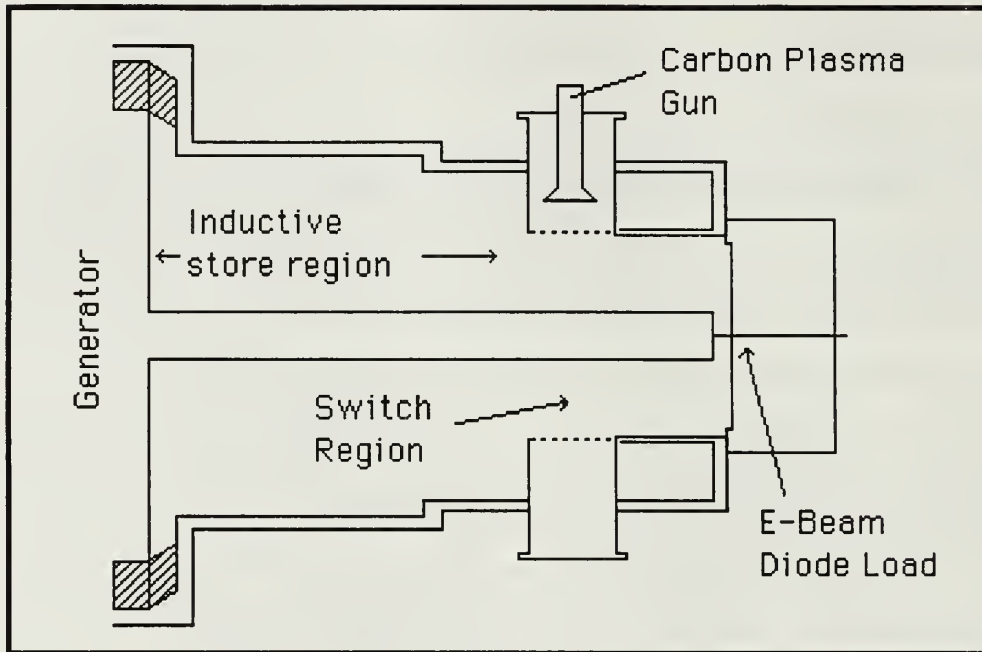 Carbon Plasma
Gun
Inductive
store region
Generator
Switch
Region
E-Beam
Diode Load